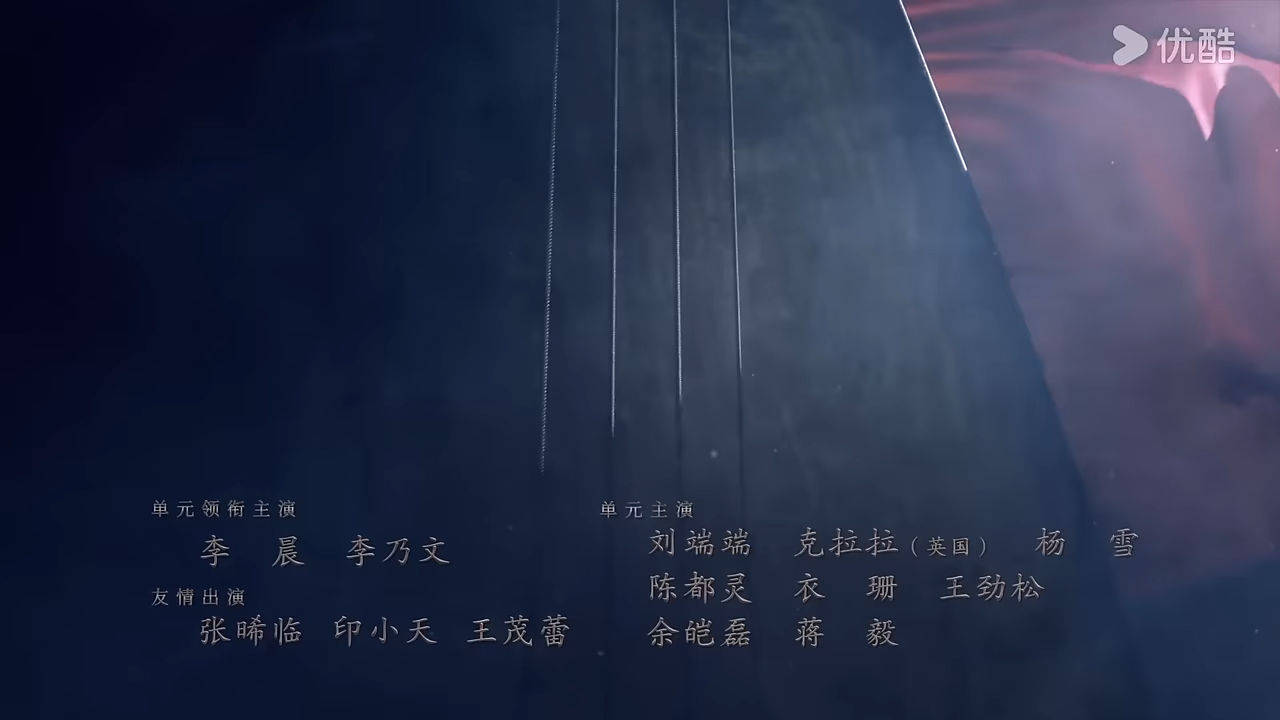 优酷
单元领衔主演
李 晨 李乃文
友情出演
张晞临 印小天 王茂蕾
单元主演
刘端端 克拉拉（英国） 杨 雪
陈都灵 衣 珊 王劲松
余皑磊 蒋 毅